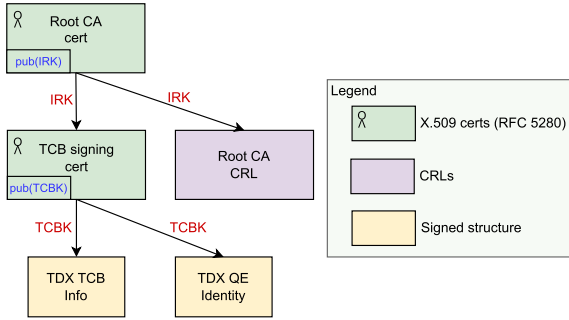 Root CA
cert
pub(IRK)
IRK
IRK
TCB signing
cert
pub(TCBK)
Root CA
CRL
TCBK
TCBK
TDX TCB
Info
TDX QE
Identity
Legend
X.509 certs (RFC 5280)
CRLs
Signed structure